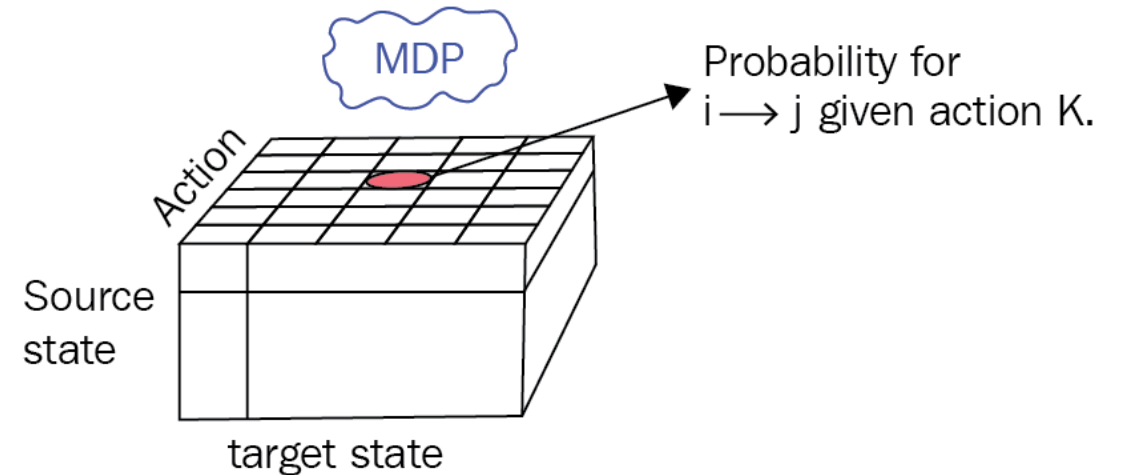 MDP
Probability for
i⟶j given action K.
Action
Source
state
target state